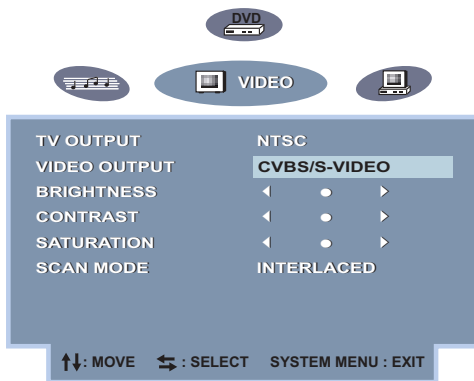 DVD
VIDEO
TV OUTPUT NTSC
VIDEO OUTPUT CVBS/S-VIDEO
BRIGHTNESS
CONTRAST
SATURATION
SCAN MODE INTERLACED
: MOVE : SELECT SYSTEM MENU : EXIT